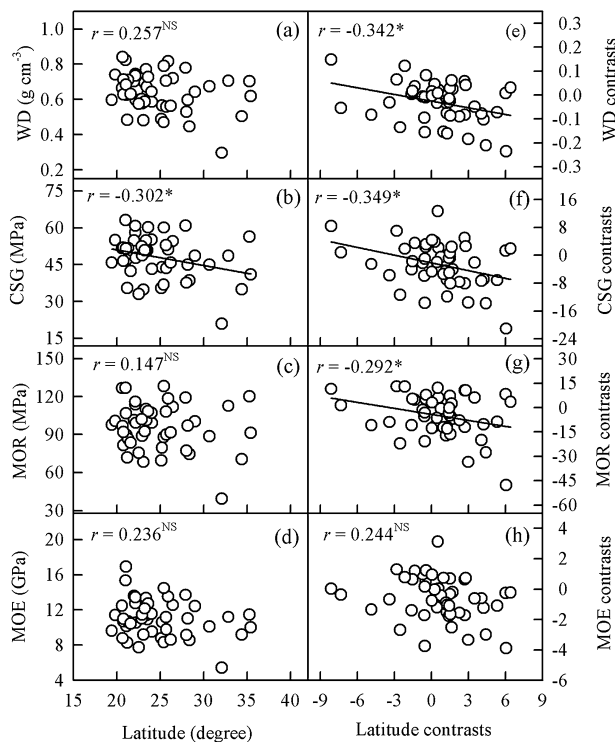 r = 0.257NS
(a)
1.0
0.8
0.6
0.4
0.2
WD (g cm-3)
r = -0.342*
(e)
0.3
0.2
0.1
0.0
-0.1
-0.2
-0.3
WD contrasts
r = -0.302*
(b)
75
60
45
30
15
CSG (MPa)
r = -0.349*
(f)
16
8
0
-8
-16
-24
CSG contrasts
r = 0.147NS
(c)
150
120
90
60
30
MOR (MPa)
r = -0.292*
(g)
30
15
0
-15
-30
-45
-60
MOR contrasts
r = 0.236NS
(d)
20
16
12
8
4
MOE (GPa)
r = 0.244NS
(h)
4
2
0
-2
-4
-6
MOE contrasts
15 20 25 30 35 40
-9 -6 -3 0 3 6 9
Latitude (degree)
Latitude contrasts